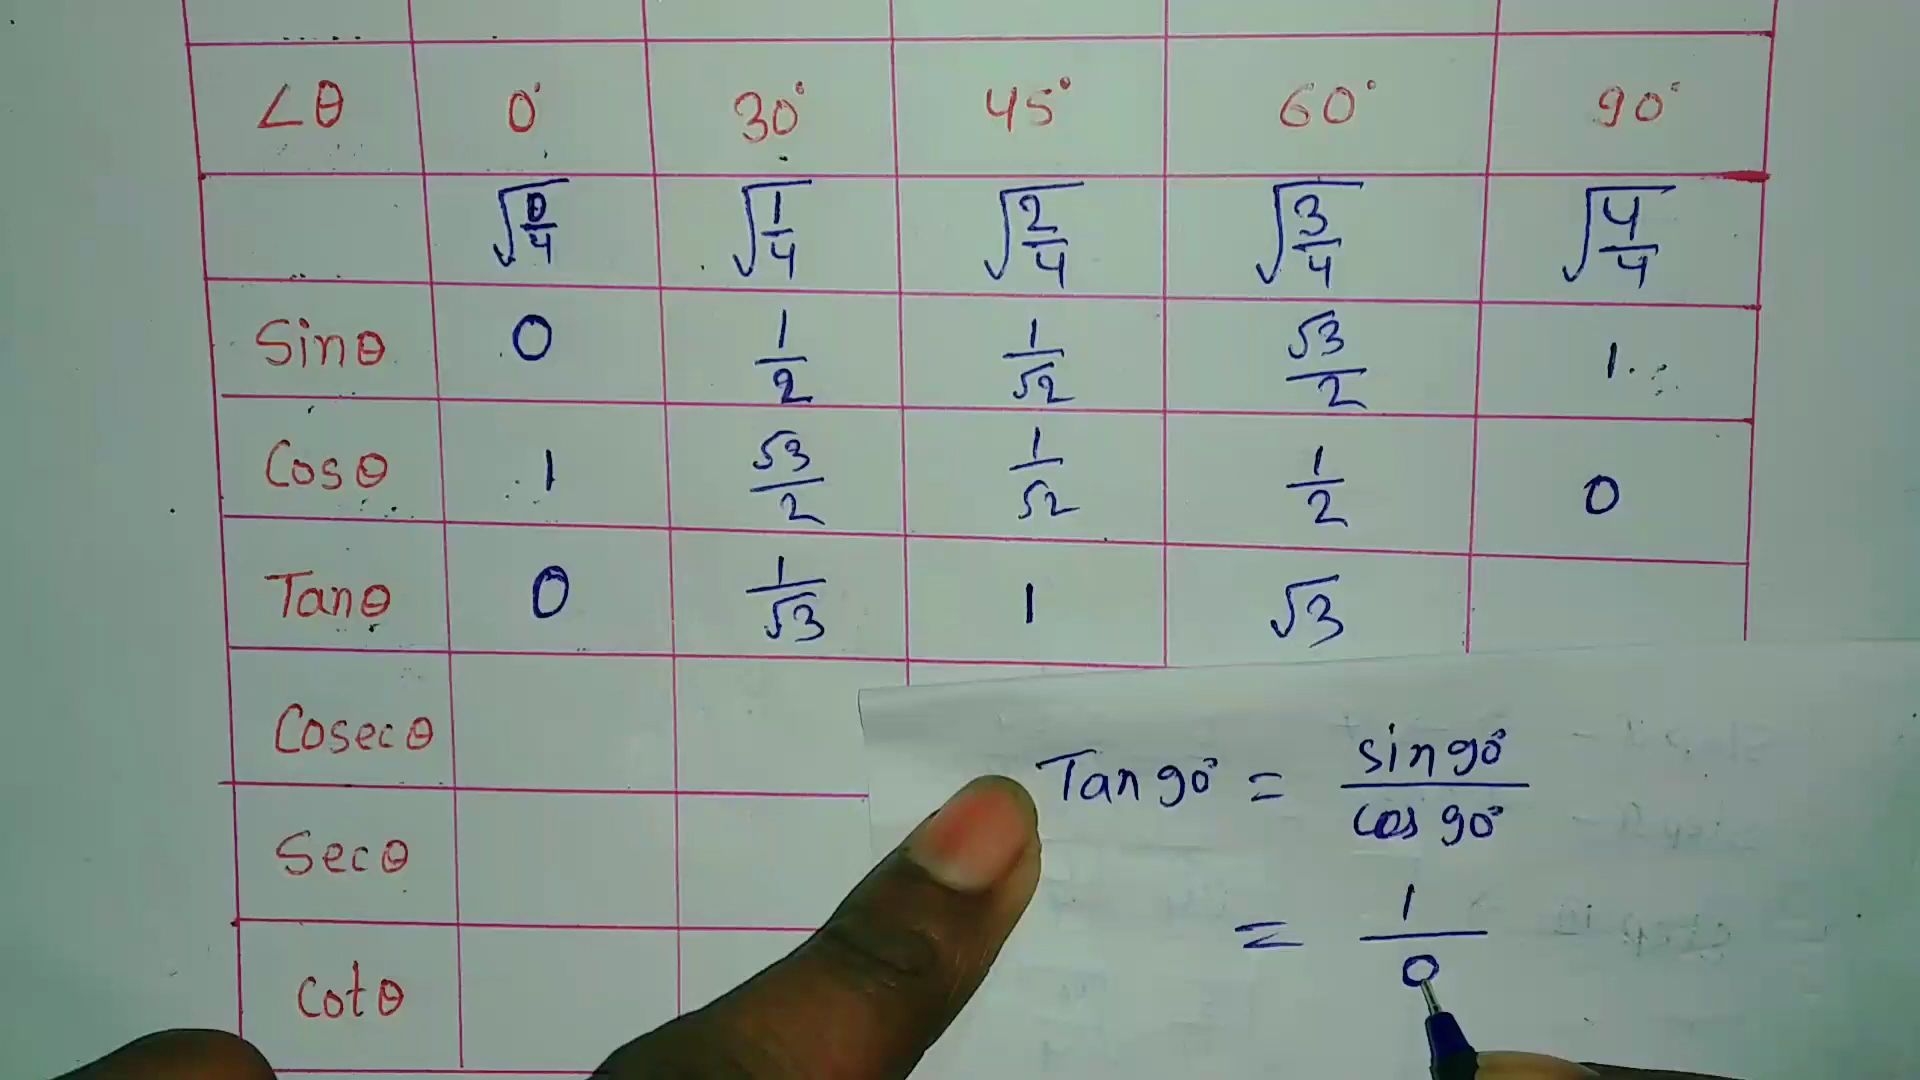 ∠θ 0° 30° 45° 60° 90°
√0/4 √1/4 √2/4 √3/4 √4/4
Sinθ 0 1/2 1/√2 √3/2 1
Cosθ 1 √3/2 1/√2 1/2 0
Tanθ 0 1/√3 1 √3
Cosecθ
Secθ
Cotθ
Tan 90° = sin 90° / cos 90°
= 1/0